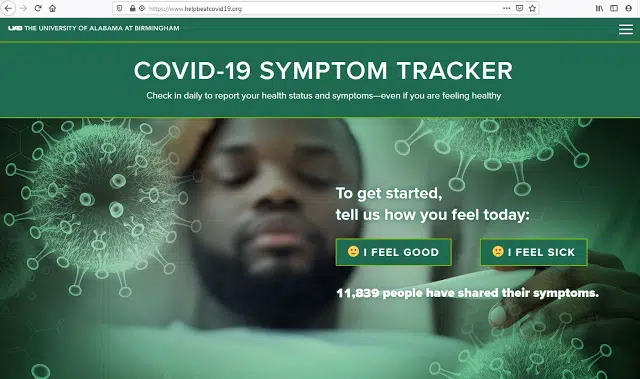 https://www.helpbeatcovid19.org
UAB THE UNIVERSITY OF ALABAMA AT BIRMINGHAM
COVID-19 SYMPTOM TRACKER
Check in daily to report your health status and symptoms—even if you are feeling healthy
To get started,
tell us how you feel today:
I FEEL GOOD
I FEEL SICK
11,839 people have shared their symptoms.